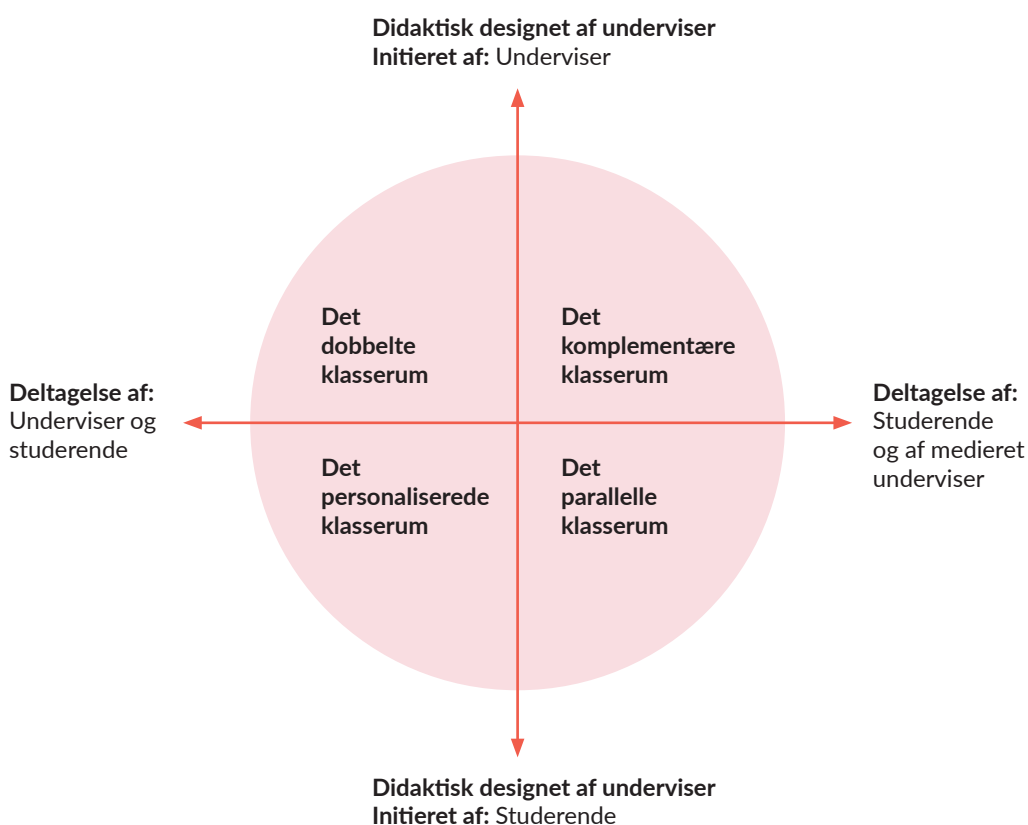 Didaktisk designet af underviser
Initieret af: Underviser
Det
dobbelte
klasserum
Det
komplementære
klasserum
Deltagelse af:
Underviser og
studerende
Deltagelse af:
Studerende
og af medieret
underviser
Det
personaliserede
klasserum
Det
parallelle
klasserum
Didaktisk designet af underviser
Initieret af: Studerende